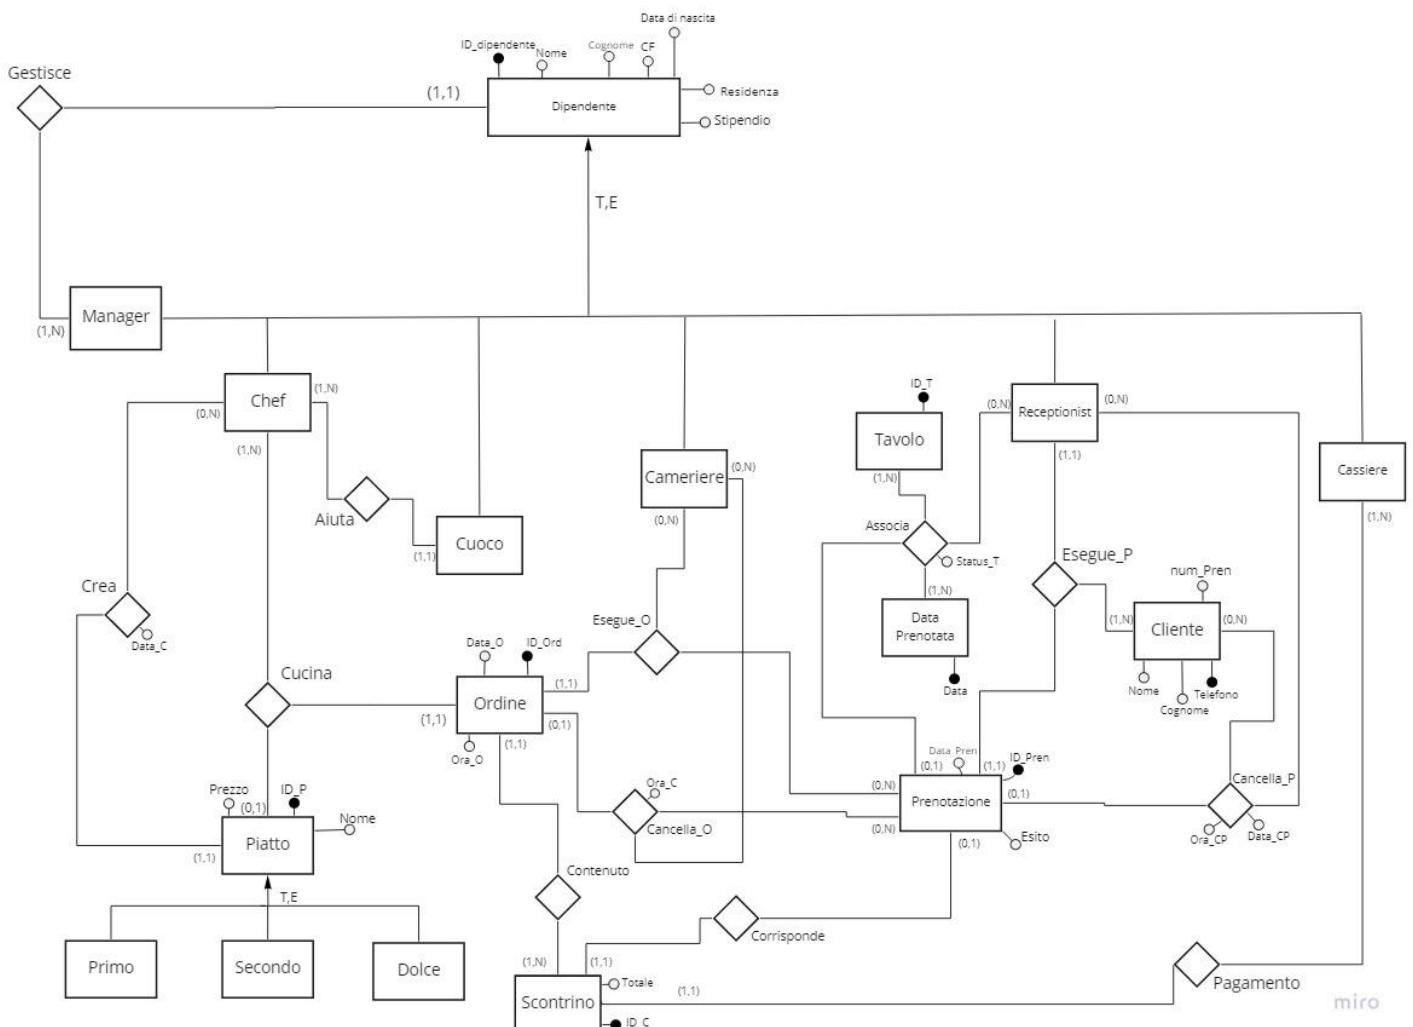 Data di nascita
ID_dipendente
Nome
Cognome
CF
Gestisce
(1,1)
Dipendente
Residenza
Stipendio
T,E
Manager
(1,N)
Chef
(1,N)
(0,N)
(1,N)
ID_T
(0,N)
Receptionist
(0,N)
Tavolo
(1,1)
Cameriere
(0,N)
(1,N)
Cassiere
(0,N)
(1,N)
Aiuta
Associa
Cuoco
(1,1)
Status_T
Esegue_P
num_Pren
Crea
(1,N)
Data
Prenotata
(1,N)
Cliente
(0,N)
Data_C
Esegue_O
Data_O
ID_Ord
Cucina
(1,1)
Data
Nome
Telefono
Cognome
Ordine
(1,1)
(0,1)
(1,1)
Ora_O
Data_Pren
ID_Pren
(0,1)
(1,1)
Prezzo
ID_P
(0,1)
Nome
Ora_C
(0,N)
Prenotazione
(0,1)
Cancella_P
Cancella_O
(0,N)
Ora_CP
Data_CP
Esito
(0,1)
Piatto
(1,1)
Contenuto
T,E
Corrisponde
Primo
Secondo
Dolce
(1,N)
(1,1)
Totale
(1,1)
Pagamento
Scontrino
ID_C
miro